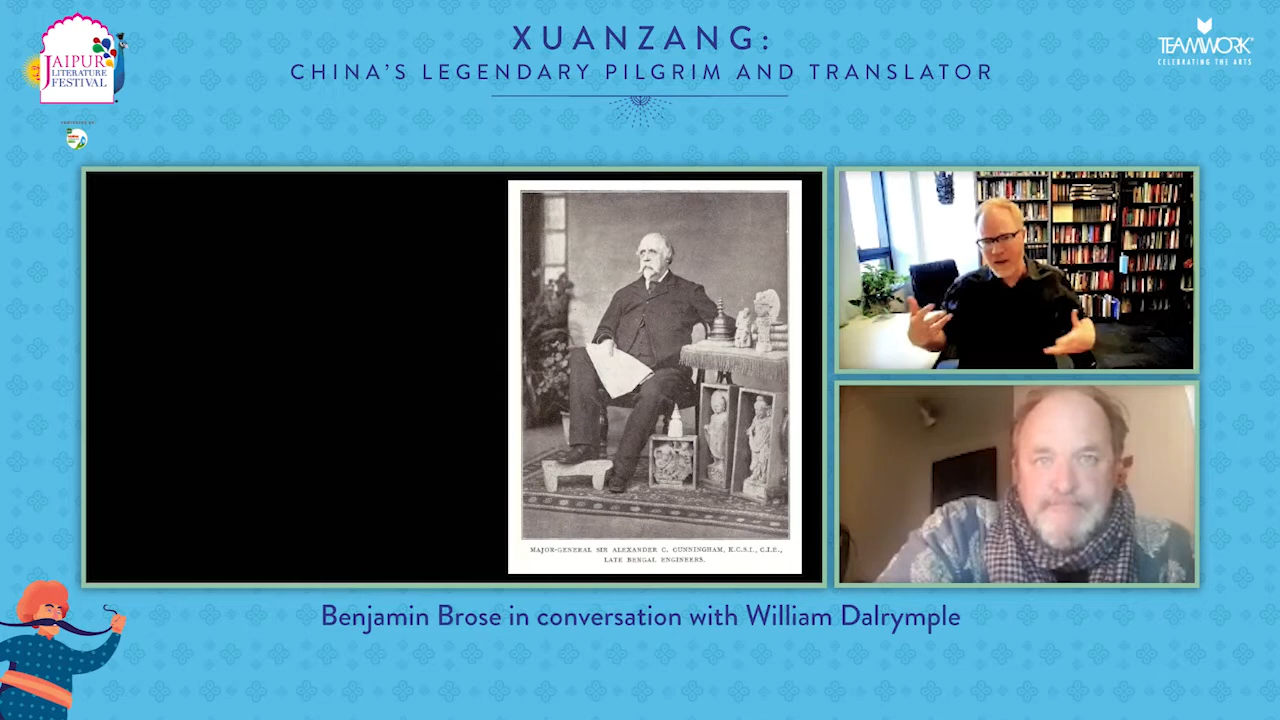 XUANZANG:
CHINA'S LEGENDARY PILGRIM AND TRANSLATOR
JAIPUR
LITERATURE
FESTIVAL
TEAMWORK
CELEBRATING THE ARTS
MAJOR-GENERAL SIR ALEXANDER C. CUNNINGHAM, K.C.S.I., C.I.E.,
LATE BENGAL ENGINEERS.
Benjamin Brose in conversation with William Dalrymple